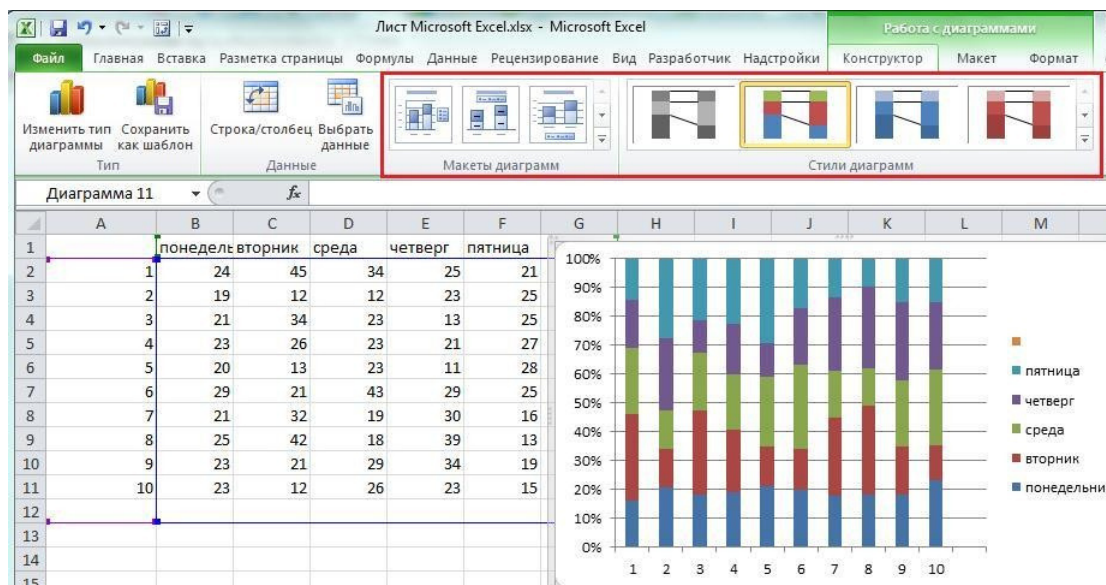 Лист Microsoft Excel.xlsx - Microsoft Excel
Работа с диаграммами
Файл Главная Вставка Разметка страницы Формулы Данные Рецензирование Вид Разработчик Надстройки Конструктор Макет Формат
Изменить тип диаграммы
Сохранить как шаблон
Строка/столбец
Выбрать данные
Тип Данные Макеты диаграмм Стили диаграмм
Диаграмма 11 fx
A B C D E F G H I J K L M
1 понедель вторник среда четверг пятница
2 1 24 45 34 25 21
3 2 19 12 12 23 25
4 3 21 34 23 13 25
5 4 23 26 23 21 27
6 5 20 13 23 11 28
7 6 29 21 43 29 25
8 7 21 32 19 30 16
9 8 25 42 18 39 13
10 9 23 21 29 34 19
11 10 23 12 26 23 15
12
13
14
15
100%
90%
80%
70%
60%
50%
40%
30%
20%
10%
0%
1 2 3 4 5 6 7 8 9 10
пятница
четверг
среда
вторник
понедельни